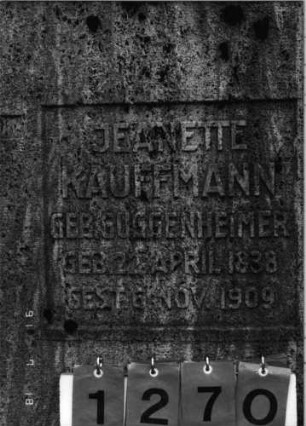 JEANETTE
KAUFFMANN
GEB. GUGGENHEIMER
GEB. 22. APRIL 1838
GEST. 6. NOV. 1909
1270